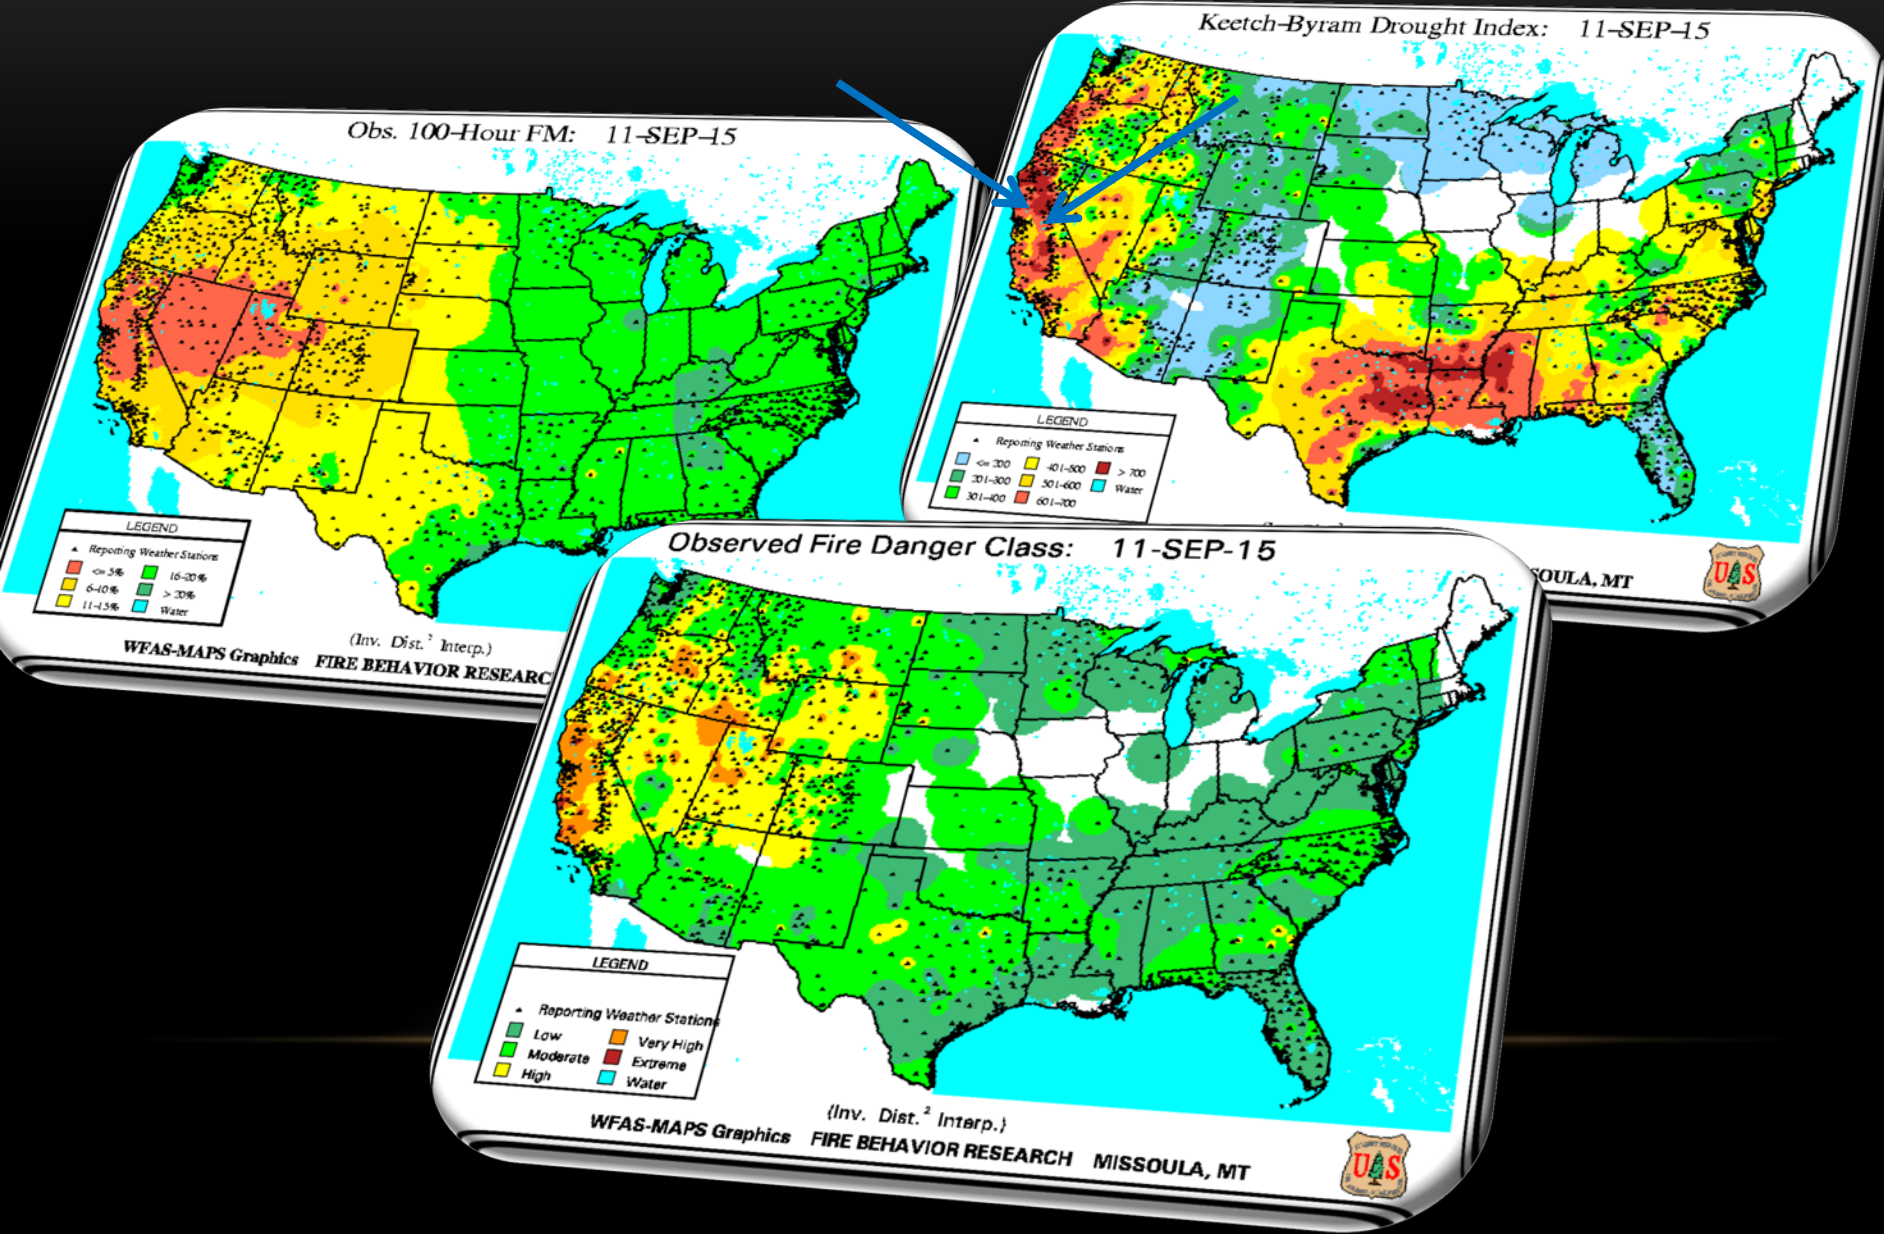 Keetch-Byram Drought Index: 11-SEP-15
LEGEND
Reporting Weather Stations
<= 200
401-500
> 700
201-300
501-600
Water
301-400
601-700
SOULA, MT
U S
Obs. 100-Hour FM: 11-SEP-15
LEGEND
Reporting Weather Stations
<= 5%
16-20%
6-10%
> 20%
11-15%
Water
(Inv. Dist.² Interp.)
WFAS-MAPS Graphics FIRE BEHAVIOR RESEARC
Observed Fire Danger Class: 11-SEP-15
LEGEND
Reporting Weather Stations
Low
Very High
Moderate
Extreme
High
Water
(Inv. Dist.² Interp.)
WFAS-MAPS Graphics FIRE BEHAVIOR RESEARCH MISSOULA, MT
U S